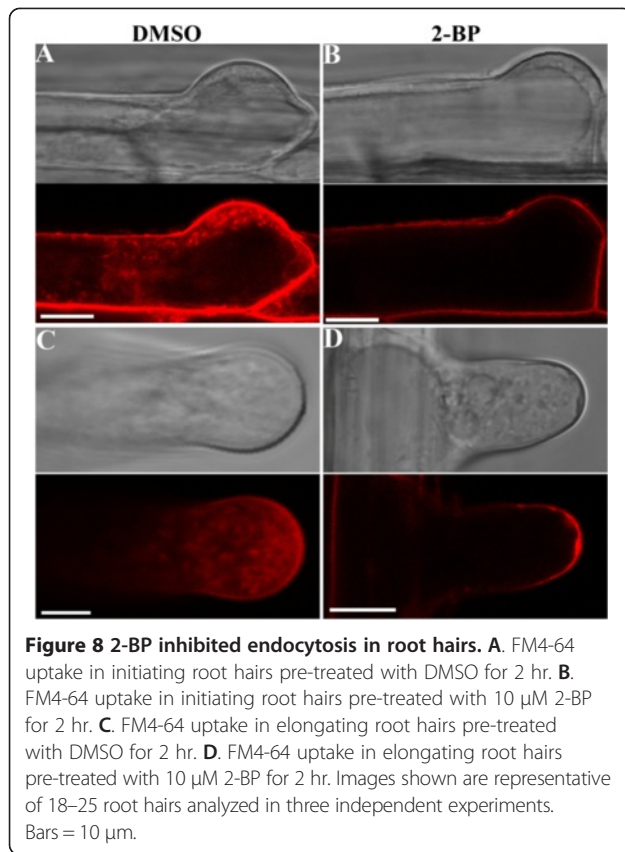 DMSO 2-BP
A B
C D
Figure 8 2-BP inhibited endocytosis in root hairs. A. FM4-64
uptake in initiating root hairs pre-treated with DMSO for 2 hr. B.
FM4-64 uptake in initiating root hairs pre-treated with 10 μM 2-BP
for 2 hr. C. FM4-64 uptake in elongating root hairs pre-treated
with DMSO for 2 hr. D. FM4-64 uptake in elongating root hairs
pre-treated with 10 μM 2-BP for 2 hr. Images shown are representative
of 18–25 root hairs analyzed in three independent experiments.
Bars = 10 μm.